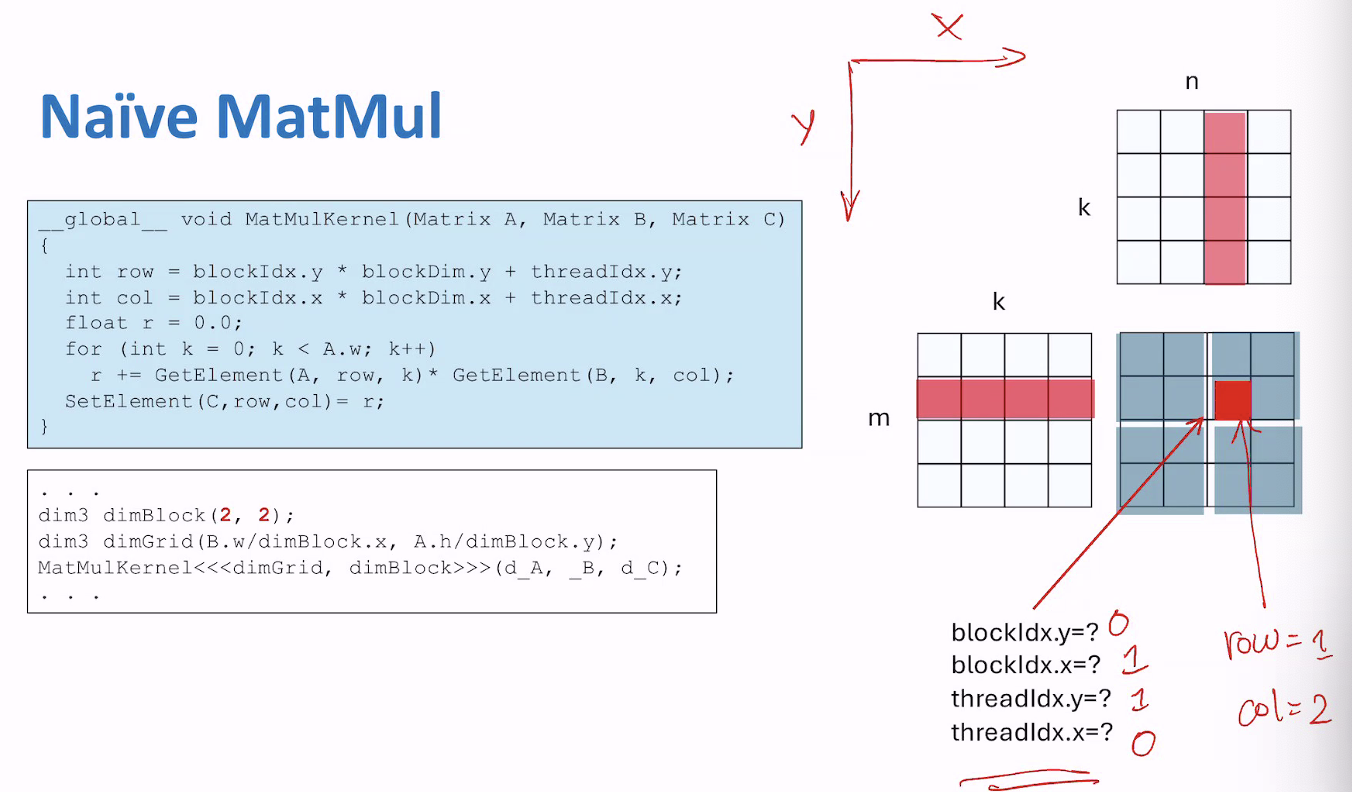 Naïve MatMul
__global__ void MatMulKernel(Matrix A, Matrix B, Matrix C)
{
int row = blockIdx.y * blockDim.y + threadIdx.y;
int col = blockIdx.x * blockDim.x + threadIdx.x;
float r = 0.0;
for (int k = 0; k < A.w; k++)
r += GetElement(A, row, k)* GetElement(B, k, col);
SetElement(C,row,col)= r;
}
. . .
dim3 dimBlock(2, 2);
dim3 dimGrid(B.w/dimBlock.x, A.h/dimBlock.y);
MatMulKernel<<<dimGrid, dimBlock>>>(d_A, _B, d_C);
. . .
X
y
n
k
k
m
blockIdx.y=? 0
blockIdx.x=? 1
threadIdx.y=? 1
threadIdx.x=? 0
row=1
col=2